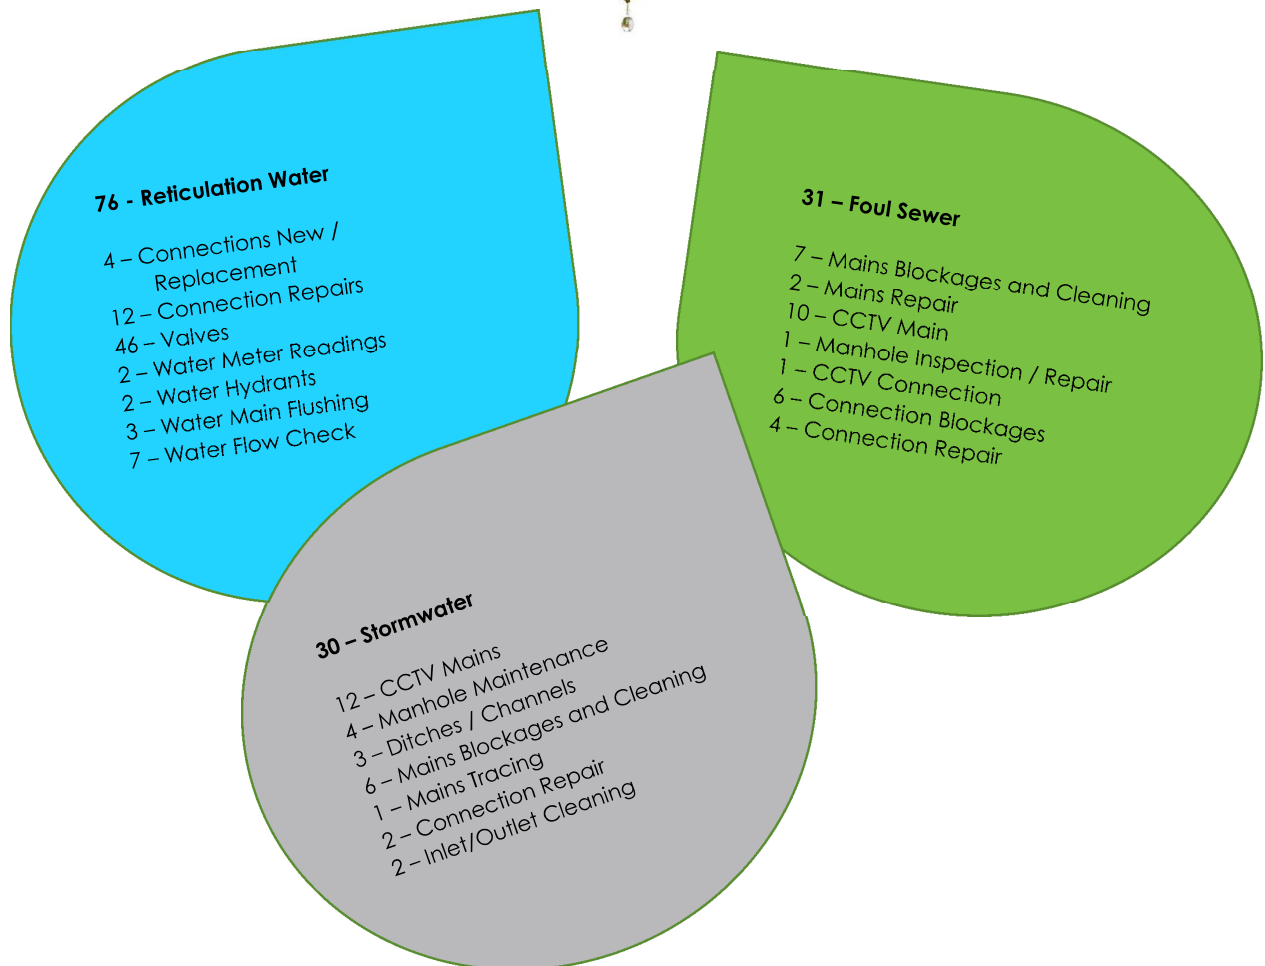 76 - Reticulation Water
4 – Connections New /
Replacement
12 – Connection Repairs
46 – Valves
2 – Water Meter Readings
2 – Water Hydrants
3 – Water Main Flushing
7 – Water Flow Check
31 – Foul Sewer
7 – Mains Blockages and Cleaning
2 – Mains Repair
10 – CCTV Main
1 – Manhole Inspection / Repair
1 – CCTV Connection
6 – Connection Blockages
4 – Connection Repair
30 – Stormwater
12 – CCTV Mains
4 – Manhole Maintenance
3 – Ditches / Channels
6 – Mains Blockages and Cleaning
1 – Mains Tracing
2 – Connection Repair
2 – Inlet/Outlet Cleaning